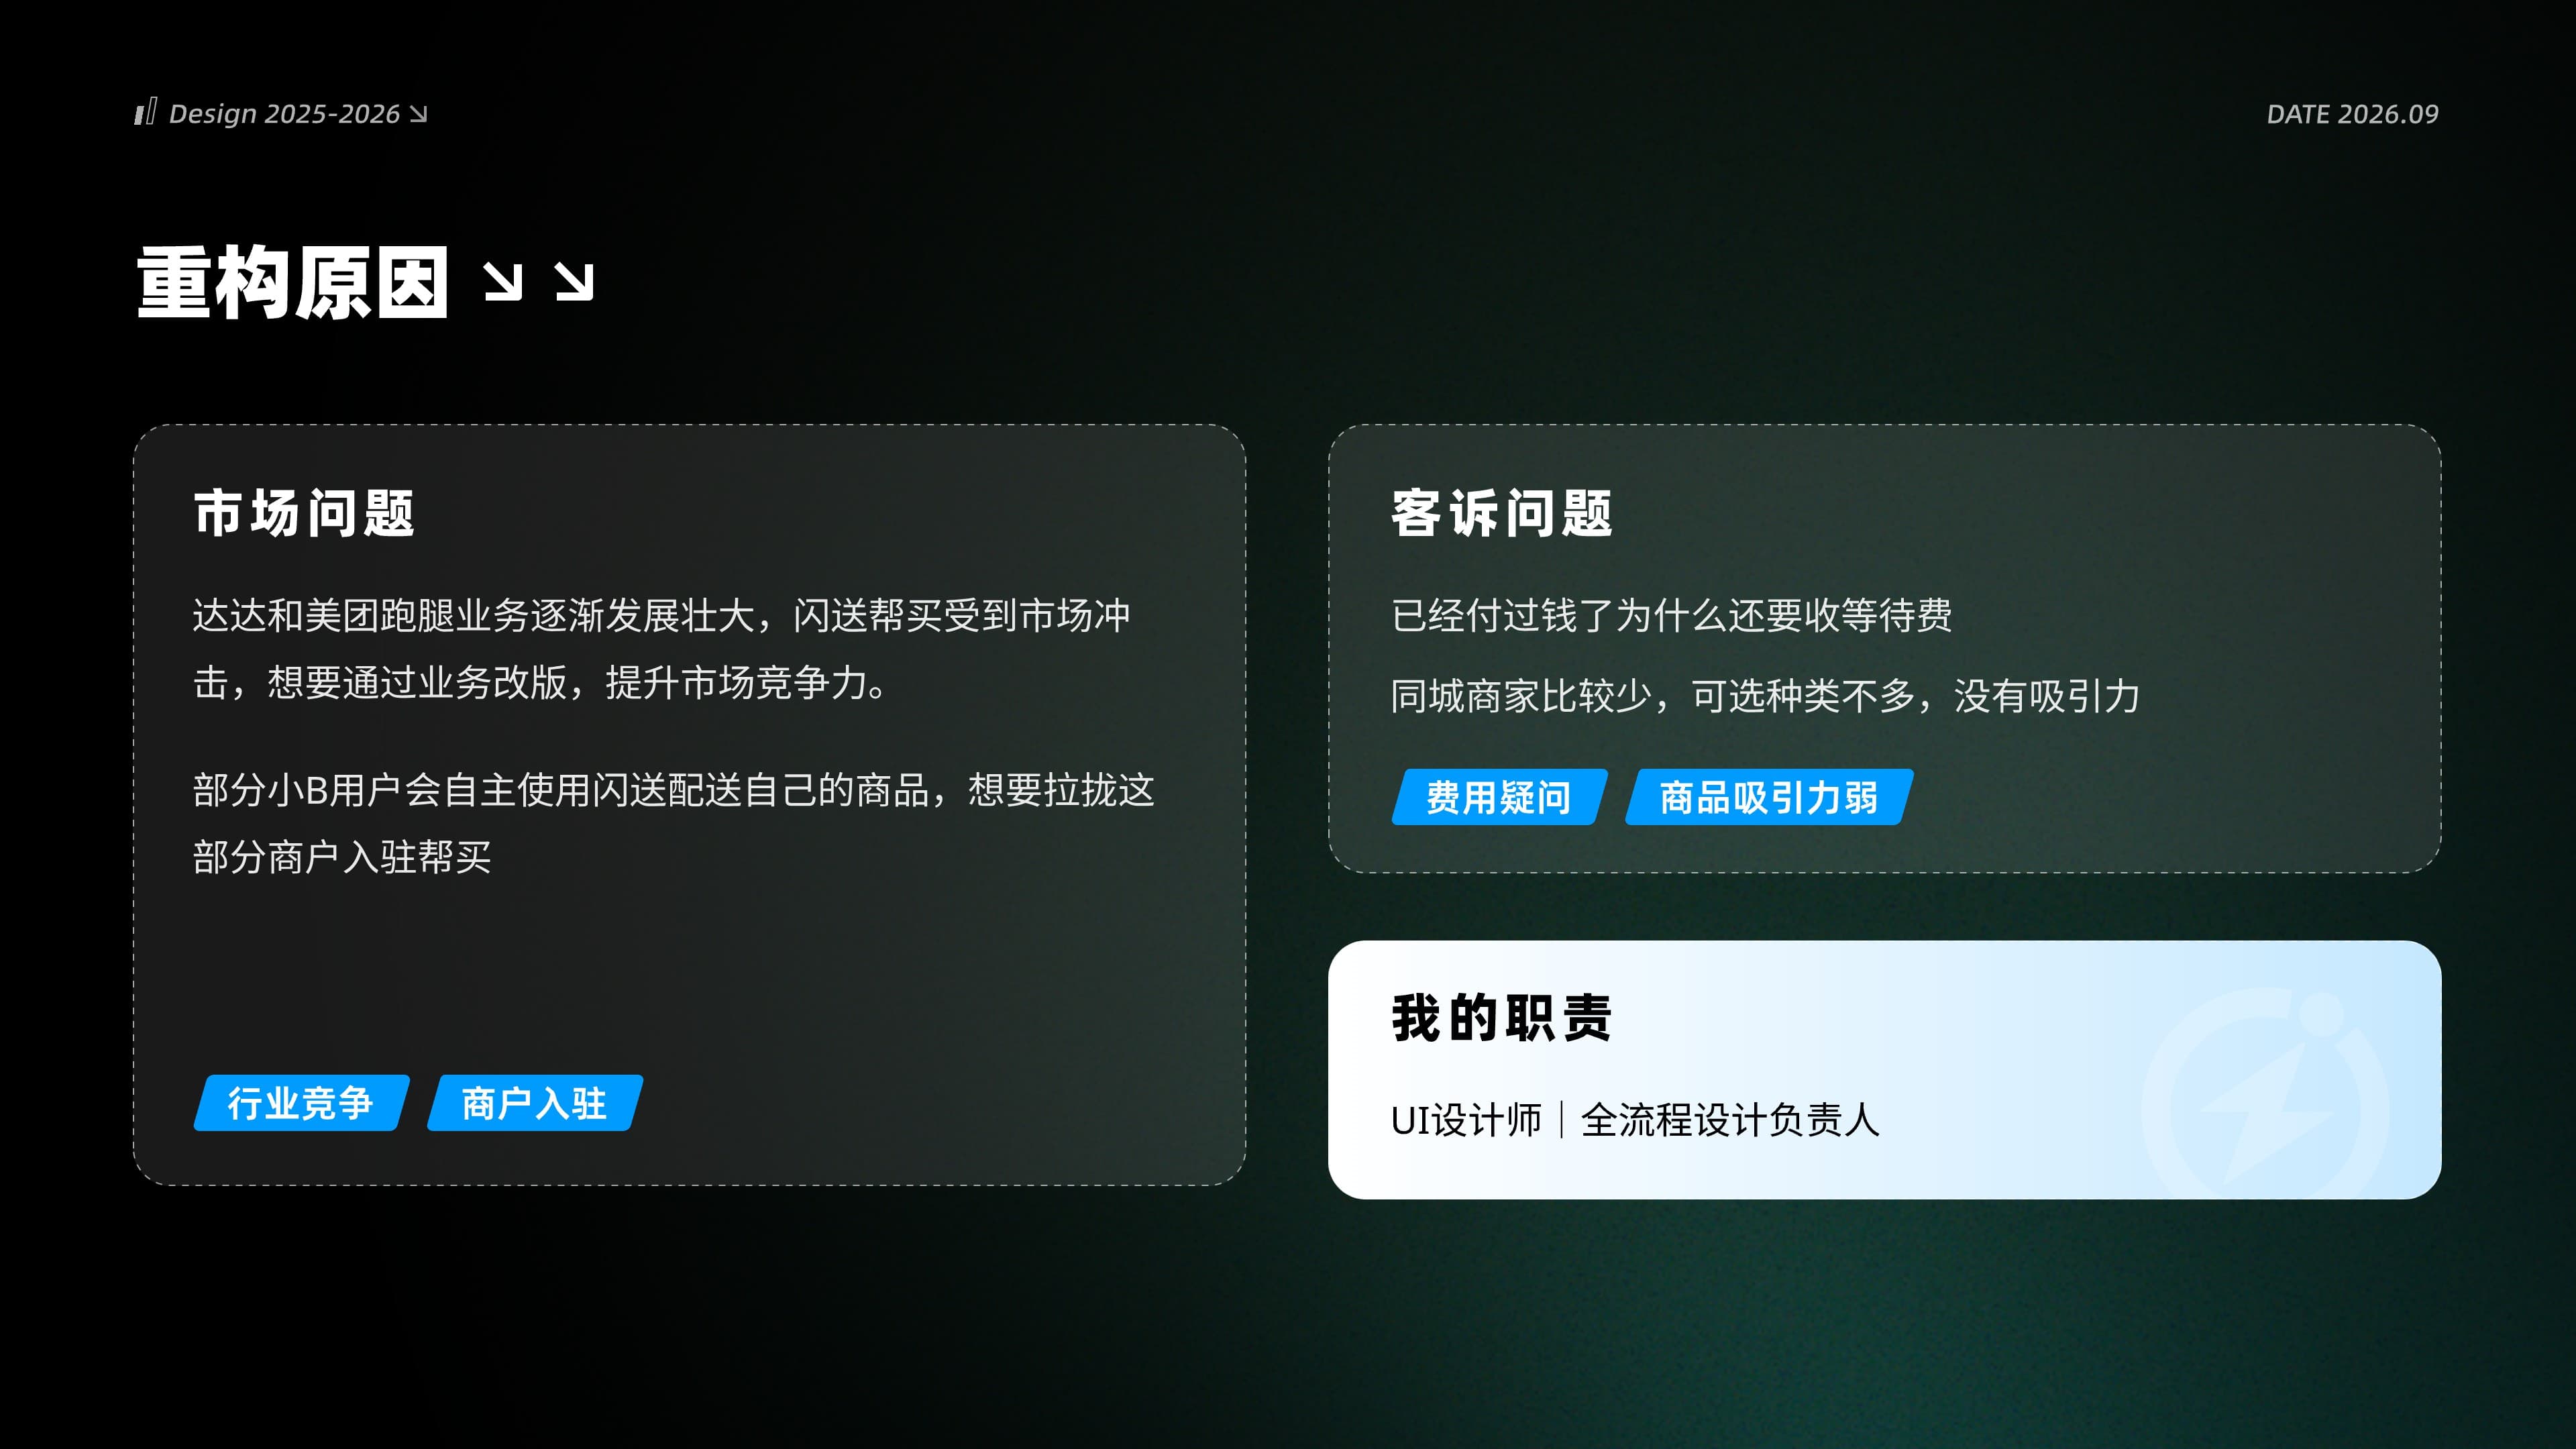 Design 2025-2026
DATE 2026.09
重构原因
市场问题
达达和美团跑腿业务逐渐发展壮大，闪送帮买受到市场冲
击，想要通过业务改版，提升市场竞争力。
部分小B用户会自主使用闪送配送自己的商品，想要拉拢这
部分商户入驻帮买
行业竞争
商户入驻
客诉问题
已经付过钱了为什么还要收等待费
同城商家比较少，可选种类不多，没有吸引力
费用疑问
商品吸引力弱
我的职责
UI设计师｜全流程设计负责人